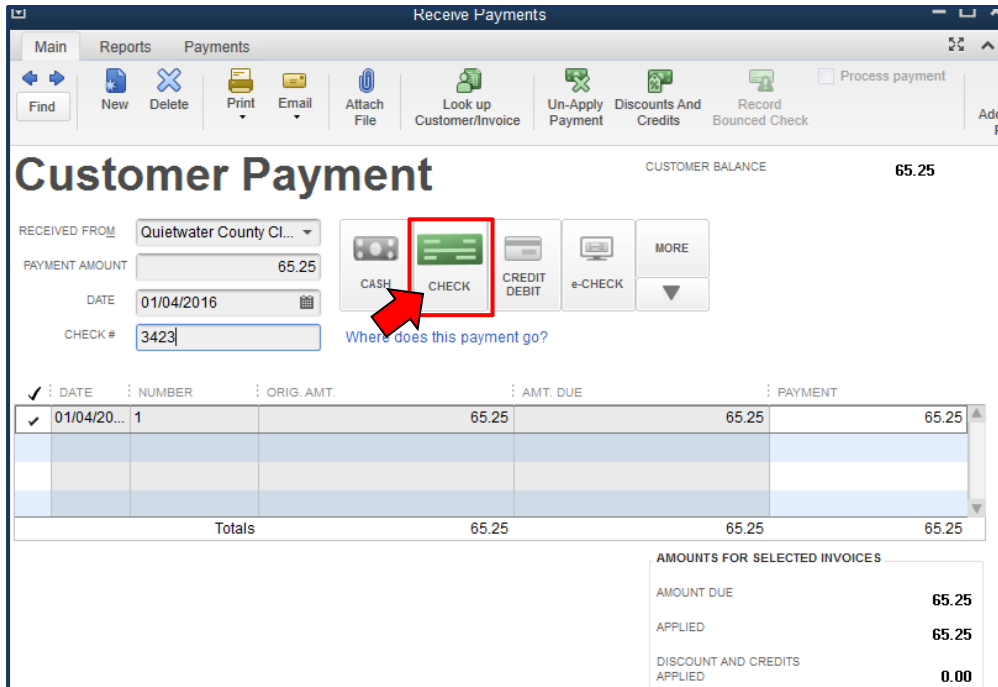 Receive Payments
Main Reports Payments
Find New Delete Print Email Attach File Look up Customer/Invoice Un-Apply Payment Discounts And Credits Record Bounced Check Process payment
Customer Payment
CUSTOMER BALANCE 65.25
RECEIVED FROM Quietwater County Cl...
PAYMENT AMOUNT 65.25
DATE 01/04/2016
CHECK # 3423
CASH CHECK CREDIT DEBIT e-CHECK MORE
Where does this payment go?
DATE NUMBER ORIG. AMT. AMT. DUE PAYMENT
01/04/20... 1 65.25 65.25 65.25
Totals 65.25 65.25 65.25
AMOUNTS FOR SELECTED INVOICES
AMOUNT DUE 65.25
APPLIED 65.25
DISCOUNT AND CREDITS
APPLIED 0.00